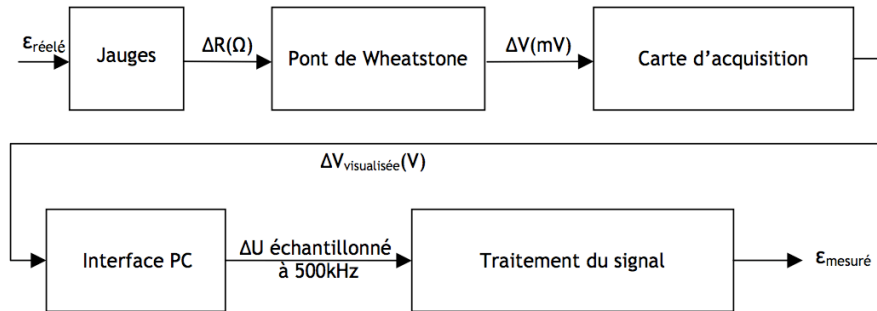 εréelé
Jauges
ΔR(Ω)
Pont de Wheatstone
ΔV(mV)
Carte d’acquisition
ΔVvisualisée(V)
Interface PC
ΔU échantillonné
à 500kHz
Traitement du signal
εmesuré